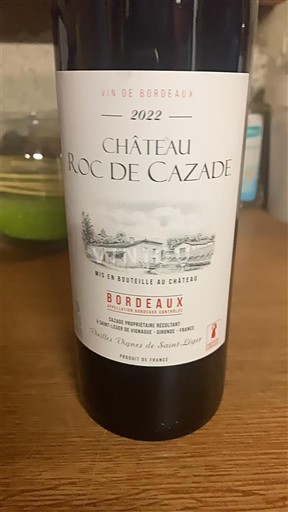 VIN DE BORDEAUX
2022
CHÂTEAU
ROC DE CAZADE
MIS EN BOUTEILLE AU CHÂTEAU
BORDEAUX
APPELLATION BORDEAUX CONTRÔLÉE
CAZADE PROPRIÉTAIRE RÉCOLTANT
À SAINT-LÉGER DE VIGNAGUE - GIRONDE - FRANCE
Vieilles Vignes de Saint-Léger
PRODUIT DE FRANCE